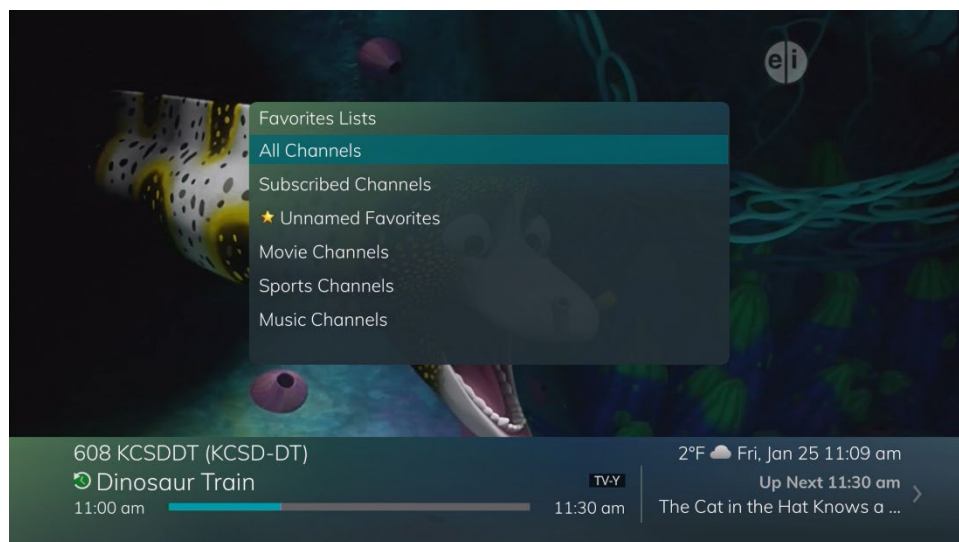 e/i
Favorites Lists
All Channels
Subscribed Channels
Unnamed Favorites
Movie Channels
Sports Channels
Music Channels
608 KCSDDT (KCSD-DT)
2°F Fri, Jan 25 11:09 am
Dinosaur Train
TV-Y
Up Next 11:30 am
11:00 am
11:30 am
The Cat in the Hat Knows a ...